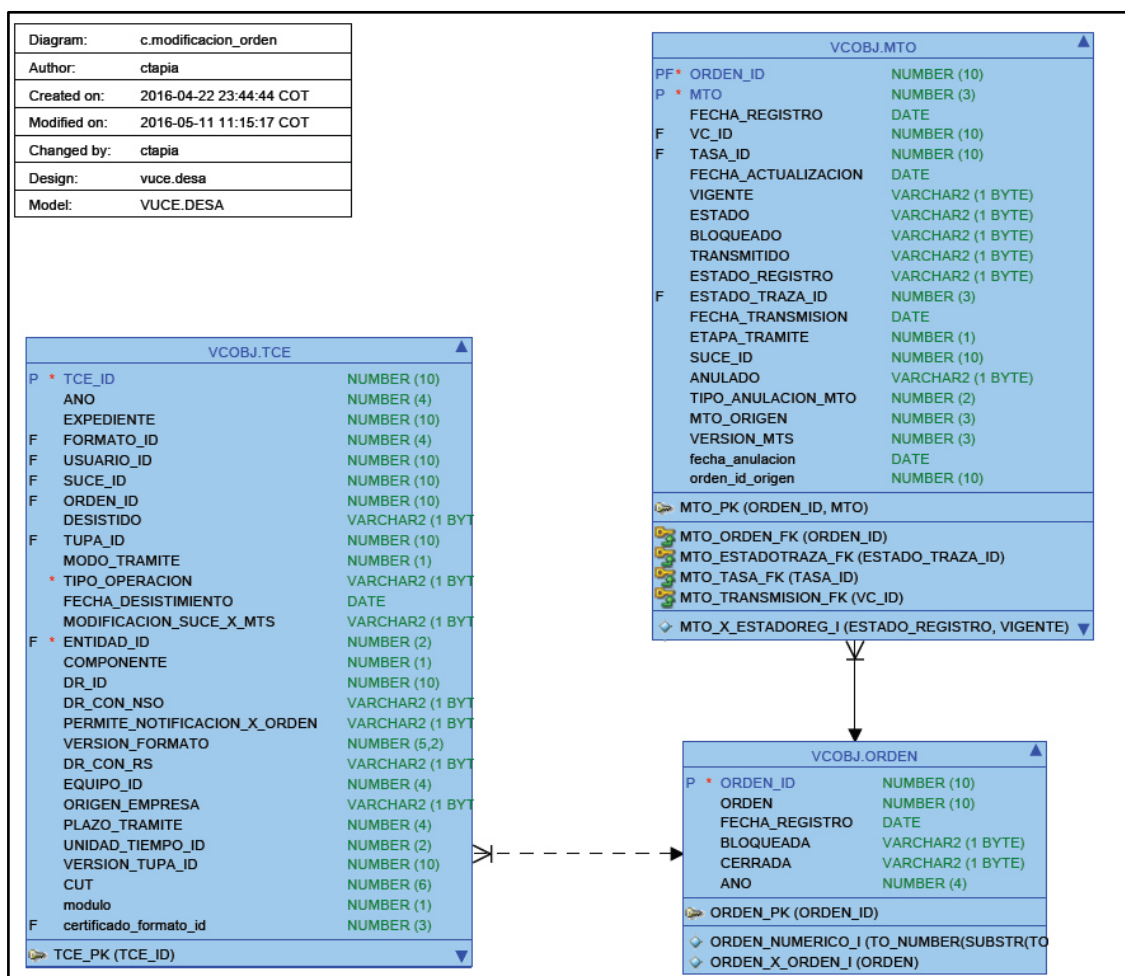 Diagram: c.modificacion_orden
Author: ctapia
Created on: 2016-04-22 23:44:44 COT
Modified on: 2016-05-11 11:15:17 COT
Changed by: ctapia
Design: vuce.desa
Model: VUCE.DESA
VCOBJ.MTO
PF * ORDEN_ID NUMBER (10)
P * MTO NUMBER (3)
FECHA_REGISTRO DATE
F VC_ID NUMBER (10)
F TASA_ID NUMBER (10)
FECHA_ACTUALIZACION DATE
VIGENTE VARCHAR2 (1 BYTE)
ESTADO VARCHAR2 (1 BYTE)
BLOQUEADO VARCHAR2 (1 BYTE)
TRANSMITIDO VARCHAR2 (1 BYTE)
ESTADO_REGISTRO VARCHAR2 (1 BYTE)
F ESTADO_TRAZA_ID NUMBER (3)
FECHA_TRANSMISION DATE
ETAPA_TRAMITE NUMBER (1)
SUCE_ID NUMBER (10)
ANULADO VARCHAR2 (1 BYTE)
TIPO_ANULACION_MTO NUMBER (2)
MTO_ORIGEN NUMBER (3)
VERSION_MTS NUMBER (3)
fecha_anulacion DATE
orden_id_origen NUMBER (10)
MTO_PK (ORDEN_ID, MTO)
MTO_ORDEN_FK (ORDEN_ID)
MTO_ESTADOTRAZA_FK (ESTADO_TRAZA_ID)
MTO_TASA_FK (TASA_ID)
MTO_TRANSMISION_FK (VC_ID)
MTO_X_ESTADOREG_I (ESTADO_REGISTRO, VIGENTE)
VCOBJ.TCE
P * TCE_ID NUMBER (10)
ANO NUMBER (4)
EXPEDIENTE NUMBER (10)
F FORMATO_ID NUMBER (4)
F USUARIO_ID NUMBER (10)
F SUCE_ID NUMBER (10)
F ORDEN_ID NUMBER (10)
DESISTIDO VARCHAR2 (1 BYT
F TUPA_ID NUMBER (10)
MODO_TRAMITE NUMBER (1)
* TIPO_OPERACION VARCHAR2 (1 BYT
FECHA_DESISTIMIENTO DATE
MODIFICACION_SUCE_X_MTS VARCHAR2 (1 BYT
F * ENTIDAD_ID NUMBER (2)
COMPONENTE NUMBER (1)
DR_ID NUMBER (10)
DR_CON_NSO VARCHAR2 (1 BYT
PERMITE_NOTIFICACION_X_ORDEN VARCHAR2 (1 BYT
VERSION_FORMATO NUMBER (5,2)
DR_CON_RS VARCHAR2 (1 BYT
EQUIPO_ID NUMBER (4)
ORIGEN_EMPRESA VARCHAR2 (1 BYT
PLAZO_TRAMITE NUMBER (4)
UNIDAD_TIEMPO_ID NUMBER (2)
VERSION_TUPA_ID NUMBER (10)
CUT NUMBER (6)
modulo NUMBER (1)
F certificado_formato_id NUMBER (3)
TCE_PK (TCE_ID)
VCOBJ.ORDEN
P * ORDEN_ID NUMBER (10)
ORDEN NUMBER (10)
FECHA_REGISTRO DATE
BLOQUEADA VARCHAR2 (1 BYTE)
CERRADA VARCHAR2 (1 BYTE)
ANO NUMBER (4)
ORDEN_PK (ORDEN_ID)
ORDEN_NUMERICO_I (TO_NUMBER(SUBSTR(TO
ORDEN_X_ORDEN_I (ORDEN)